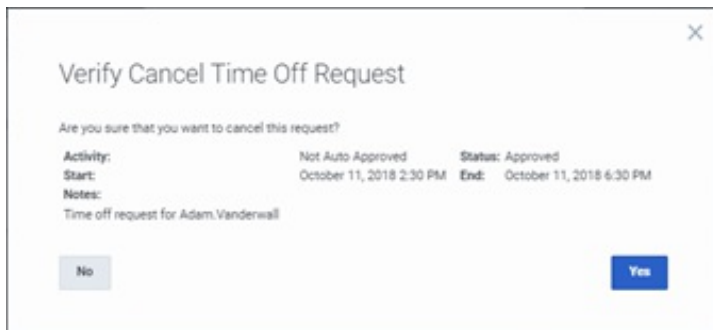 Verify Cancel Time Off Request
Are you sure that you want to cancel this request?
Activity: Not Auto Approved Status: Approved
Start: October 11, 2018 2:30 PM End: October 11, 2018 6:30 PM
Notes:
Time off request for Adam.Vanderwall
No Yes